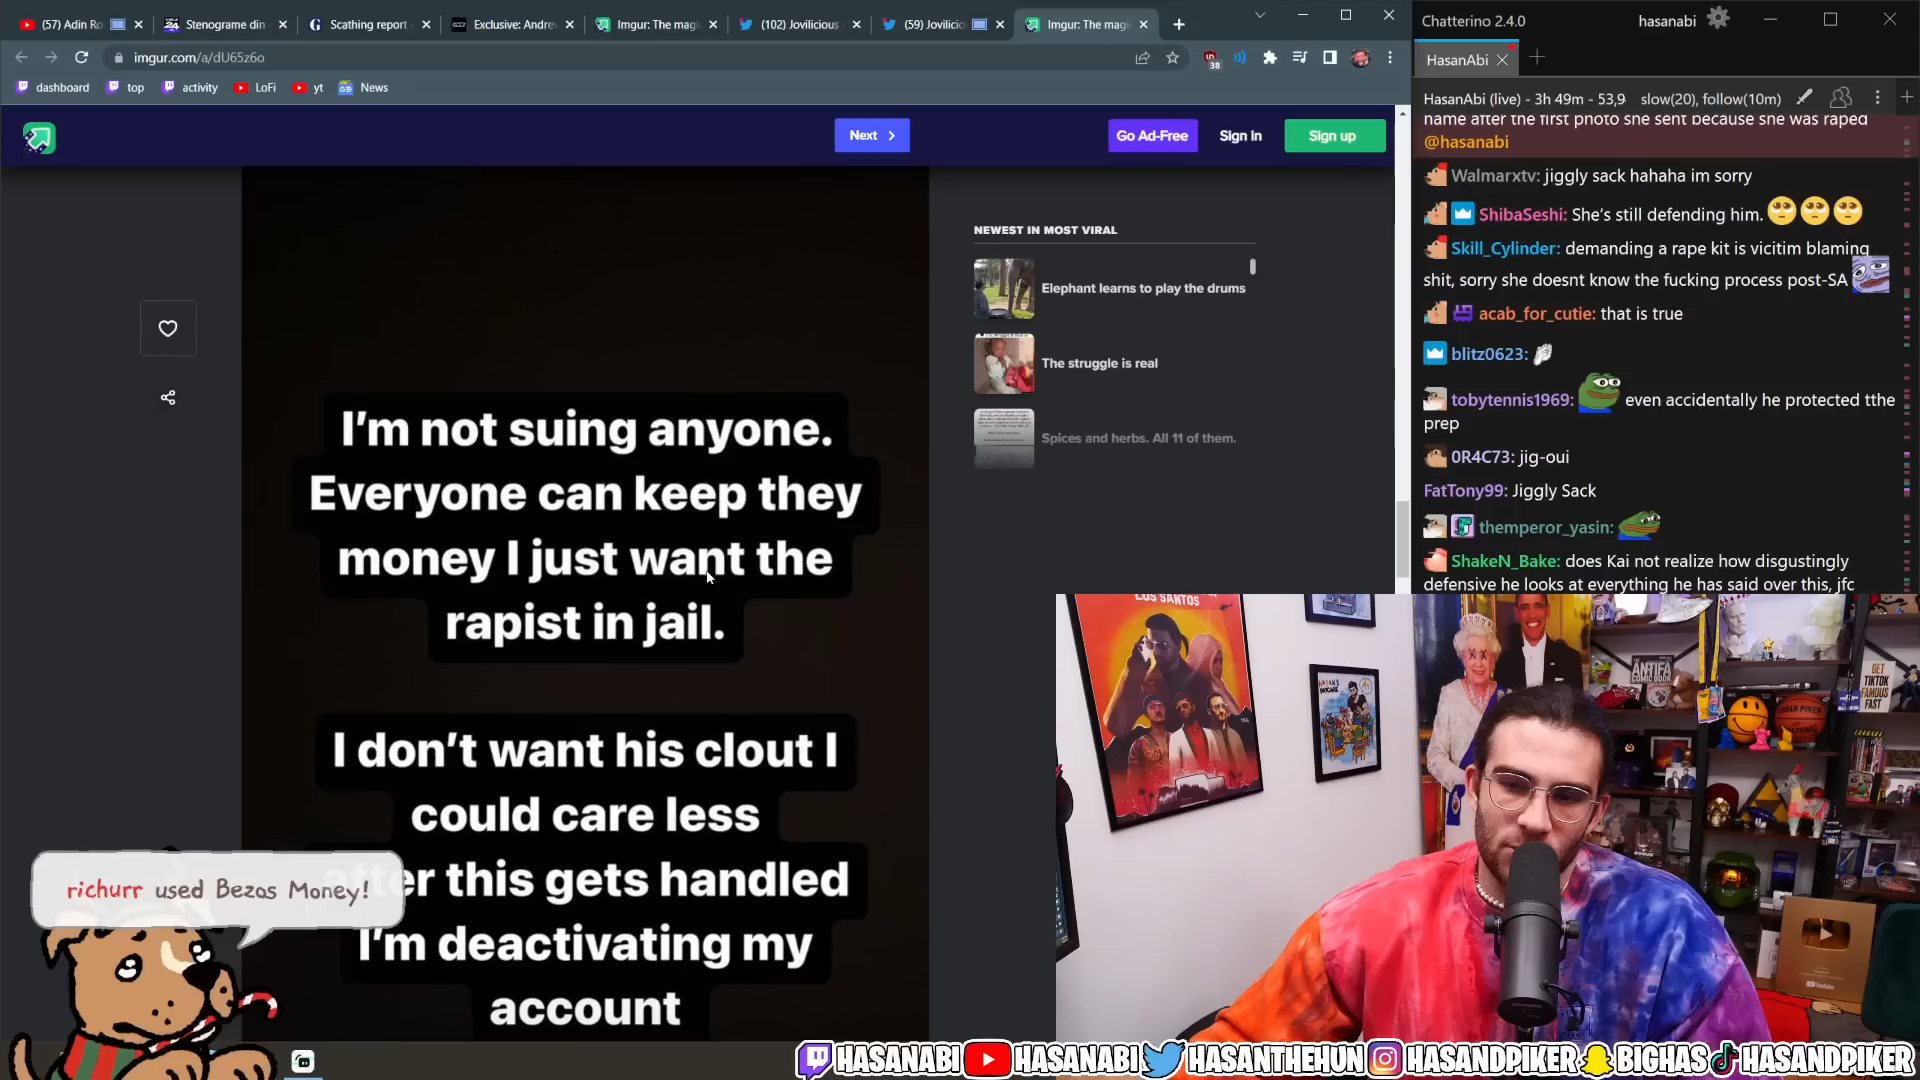 (57) Adin Ro
Stenograme din
Scathing report
Exclusive: Andre
Imgur: The magi
(102) Jovilicious
(59) Jovilicio
Imgur: The magi
imgur.com/a/dU65z6o
38
dashboard
top
activity
LoFi
yt
News
Next
Go Ad-Free
Sign in
Sign up
I'm not suing anyone.
Everyone can keep they
money I just want the
rapist in jail.
I don't want his clout I
could care less
er this gets handled
I'm deactivating my
account
NEWEST IN MOST VIRAL
Elephant learns to play the drums
The struggle is real
Spices and herbs. All 11 of them.
richurr used Bezos Money!
Chatterino 2.4.0
hasanabi
HasanAbi
HasanAbi (live) - 3h 49m - 53,9
slow(20), follow(10m)
name after the first photo she sent because she was raped
@hasanabi
Walmarxtv: jiggly sack hahaha im sorry
ShibaSeshi: She's still defending him.
Skill_Cylinder: demanding a rape kit is vicitim blaming
shit, sorry she doesnt know the fucking process post-SA
acab_for_cutie: that is true
blitz0623:
tobytennis1969: even accidentally he protected tthe
prep
0R4C73: jig-oui
FatTony99: Jiggly Sack
themperor_yasin:
ShakeN_Bake: does Kai not realize how disgustingly
defensive he looks at everything he has said over this, jfc
LOS SANTOS
ANTIFA
COMIC BOOK
GET
TIKTOK
FAMOUS
FAST
HASAN PIKER
HASANABI
HASANABI
HASANTHEHUN
HASANDPIKER
BIGHAS
HASANDPIKER